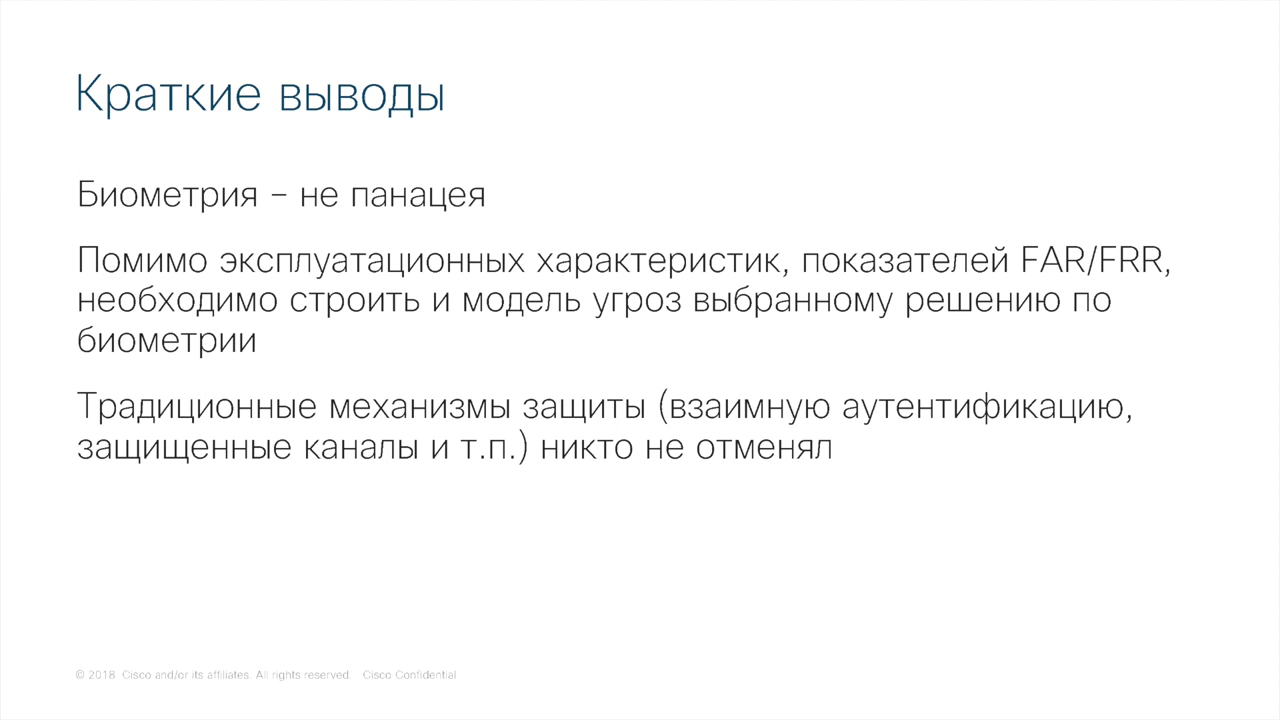 Краткие выводы
Биометрия – не панацея
Помимо эксплуатационных характеристик, показателей FAR/FRR,
необходимо строить и модель угроз выбранному решению по
биометрии
Традиционные механизмы защиты (взаимную аутентификацию,
защищенные каналы и т.п.) никто не отменял
© 2018 Cisco and/or its affiliates. All rights reserved. Cisco Confidential